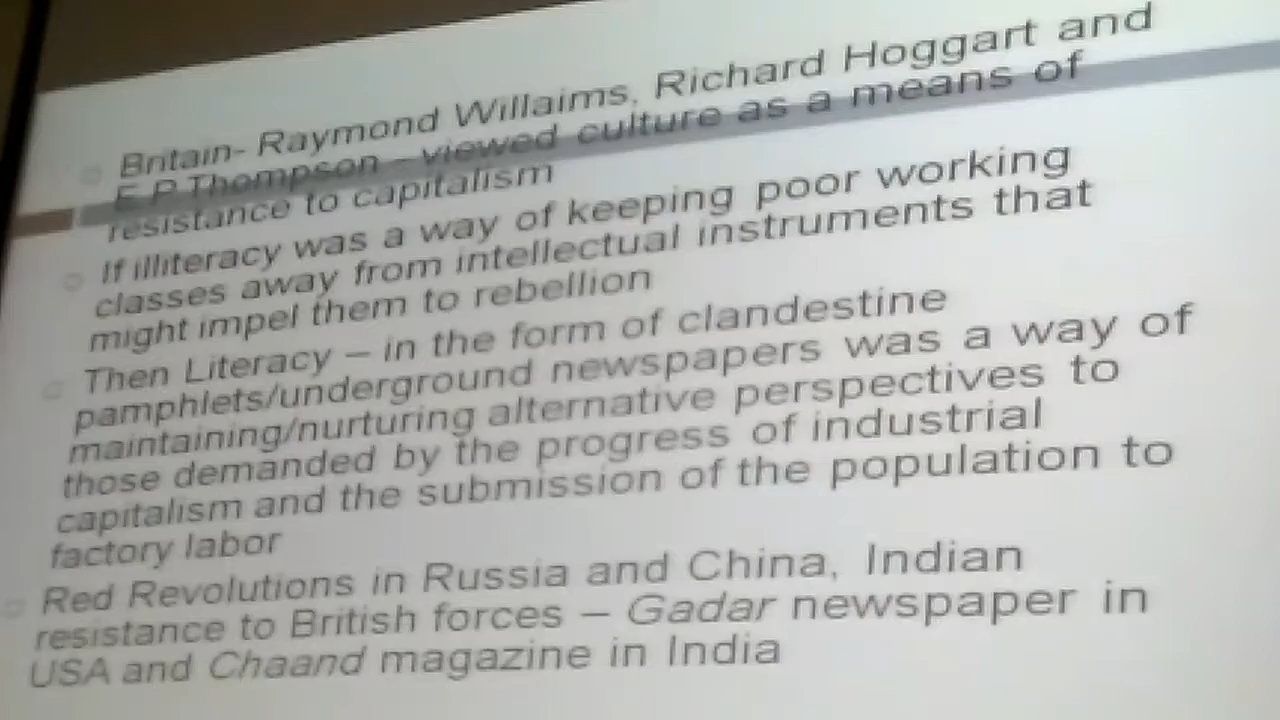 Britain- Raymond Willaims, Richard Hoggart and
E P Thompson – viewed culture as a means of
resistance to capitalism
If illiteracy was a way of keeping poor working
classes away from intellectual instruments that
might impel them to rebellion
Then Literacy – in the form of clandestine
pamphlets/underground newspapers was a way of
maintaining/nurturing alternative perspectives to
those demanded by the progress of industrial
capitalism and the submission of the population to
factory labor
Red Revolutions in Russia and China, Indian
resistance to British forces – Gadar newspaper in
USA and Chaand magazine in India